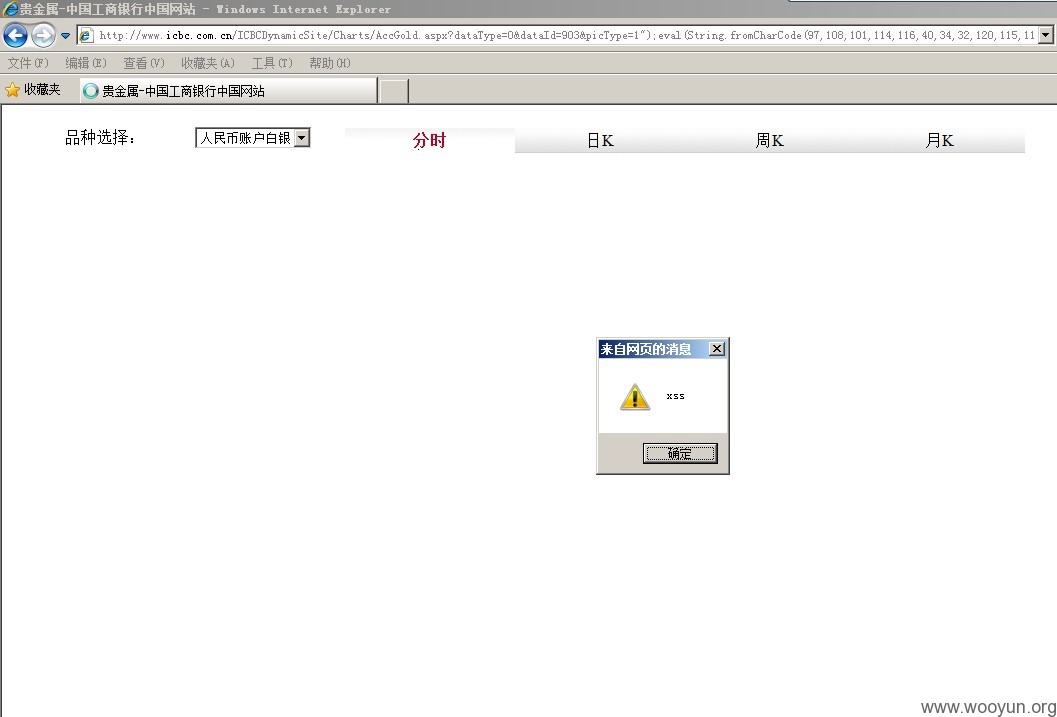 贵金属-中国工商银行中国网站 - Windows Internet Explorer
http://www.icbc.com.cn/ICBCDynamicSite/Charts/AccGold.aspx?dataType=0&dataId=903&picType=1");eval(String.fromCharCode(97,108,101,114,116,40,34,32,120,115,11
文件(F) 编辑(E) 查看(V) 收藏夹(A) 工具(T) 帮助(H)
收藏夹 贵金属-中国工商银行中国网站
品种选择： 人民币账户白银 分时 日K 周K 月K
来自网页的消息
xss
确定
www.wooyun.org